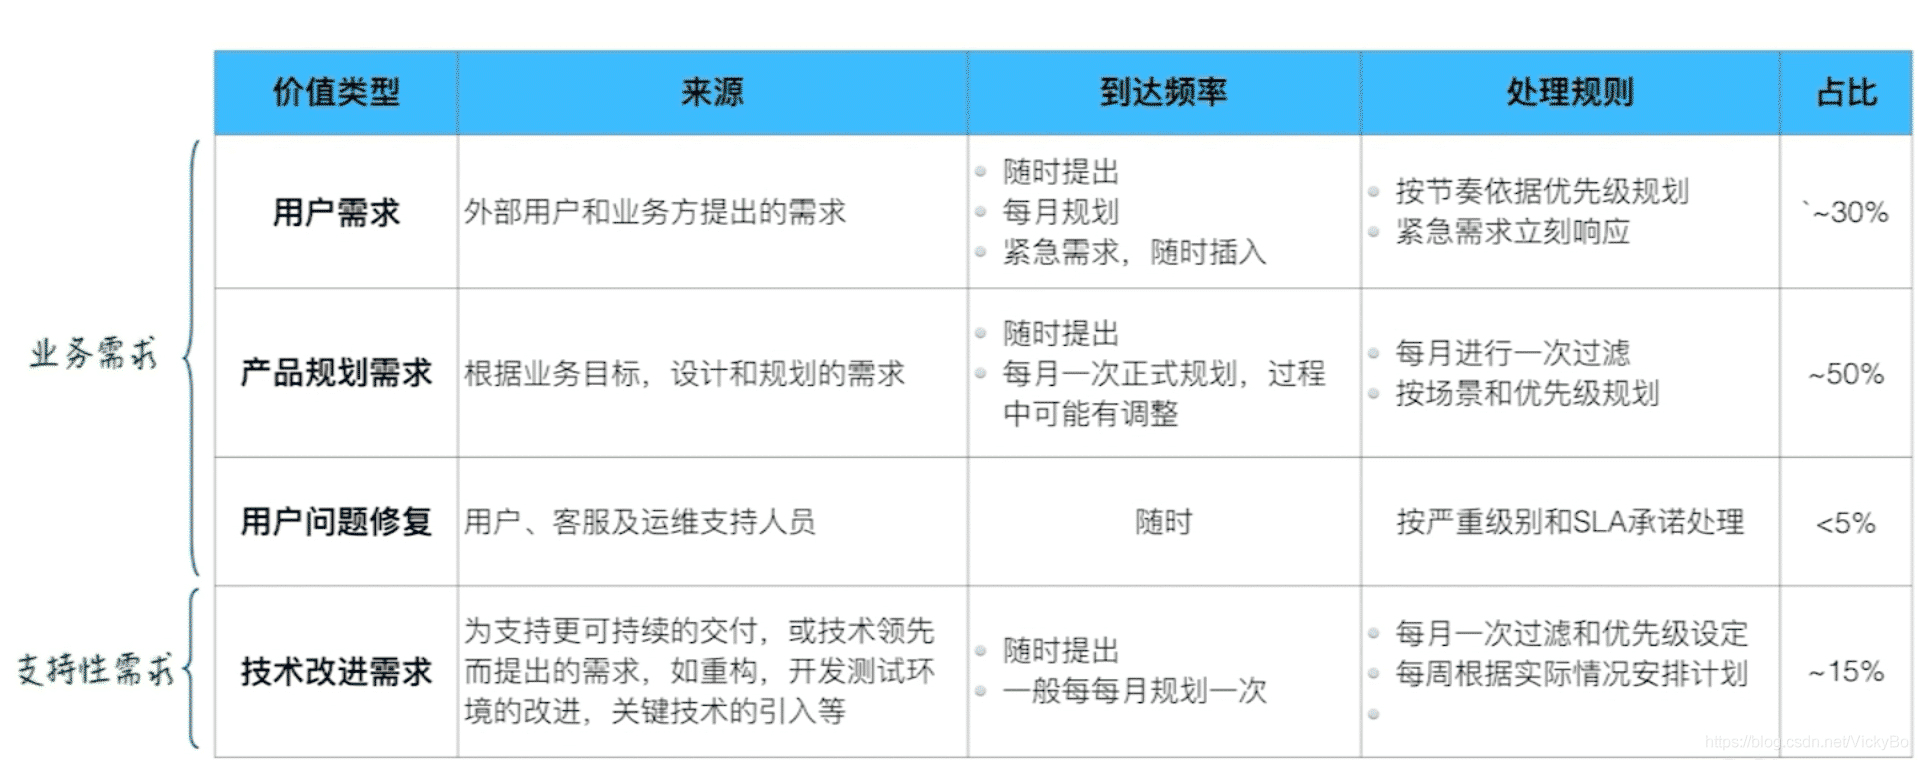 价值类型 来源 到达频率 处理规则 占比
业务需求
用户需求
外部用户和业务方提出的需求
随时提出
每月规划
紧急需求，随时插入
按节奏依据优先级规划
紧急需求立刻响应
`~30%
产品规划需求
根据业务目标，设计和规划的需求
随时提出
每月一次正式规划，过程
中可能有调整
每月进行一次过滤
按场景和优先级规划
~50%
用户问题修复
用户、客服及运维支持人员
随时
按严重级别和SLA承诺处理
<5%
支持性需求
技术改进需求
为支持更可持续的交付，或技术领先
而提出的需求，如重构，开发测试环
境的改进，关键技术的引入等
随时提出
一般每每月规划一次
每月一次过滤和优先级设定
每周根据实际情况安排计划
~15%
https://blog.csdn.net/VickyBo